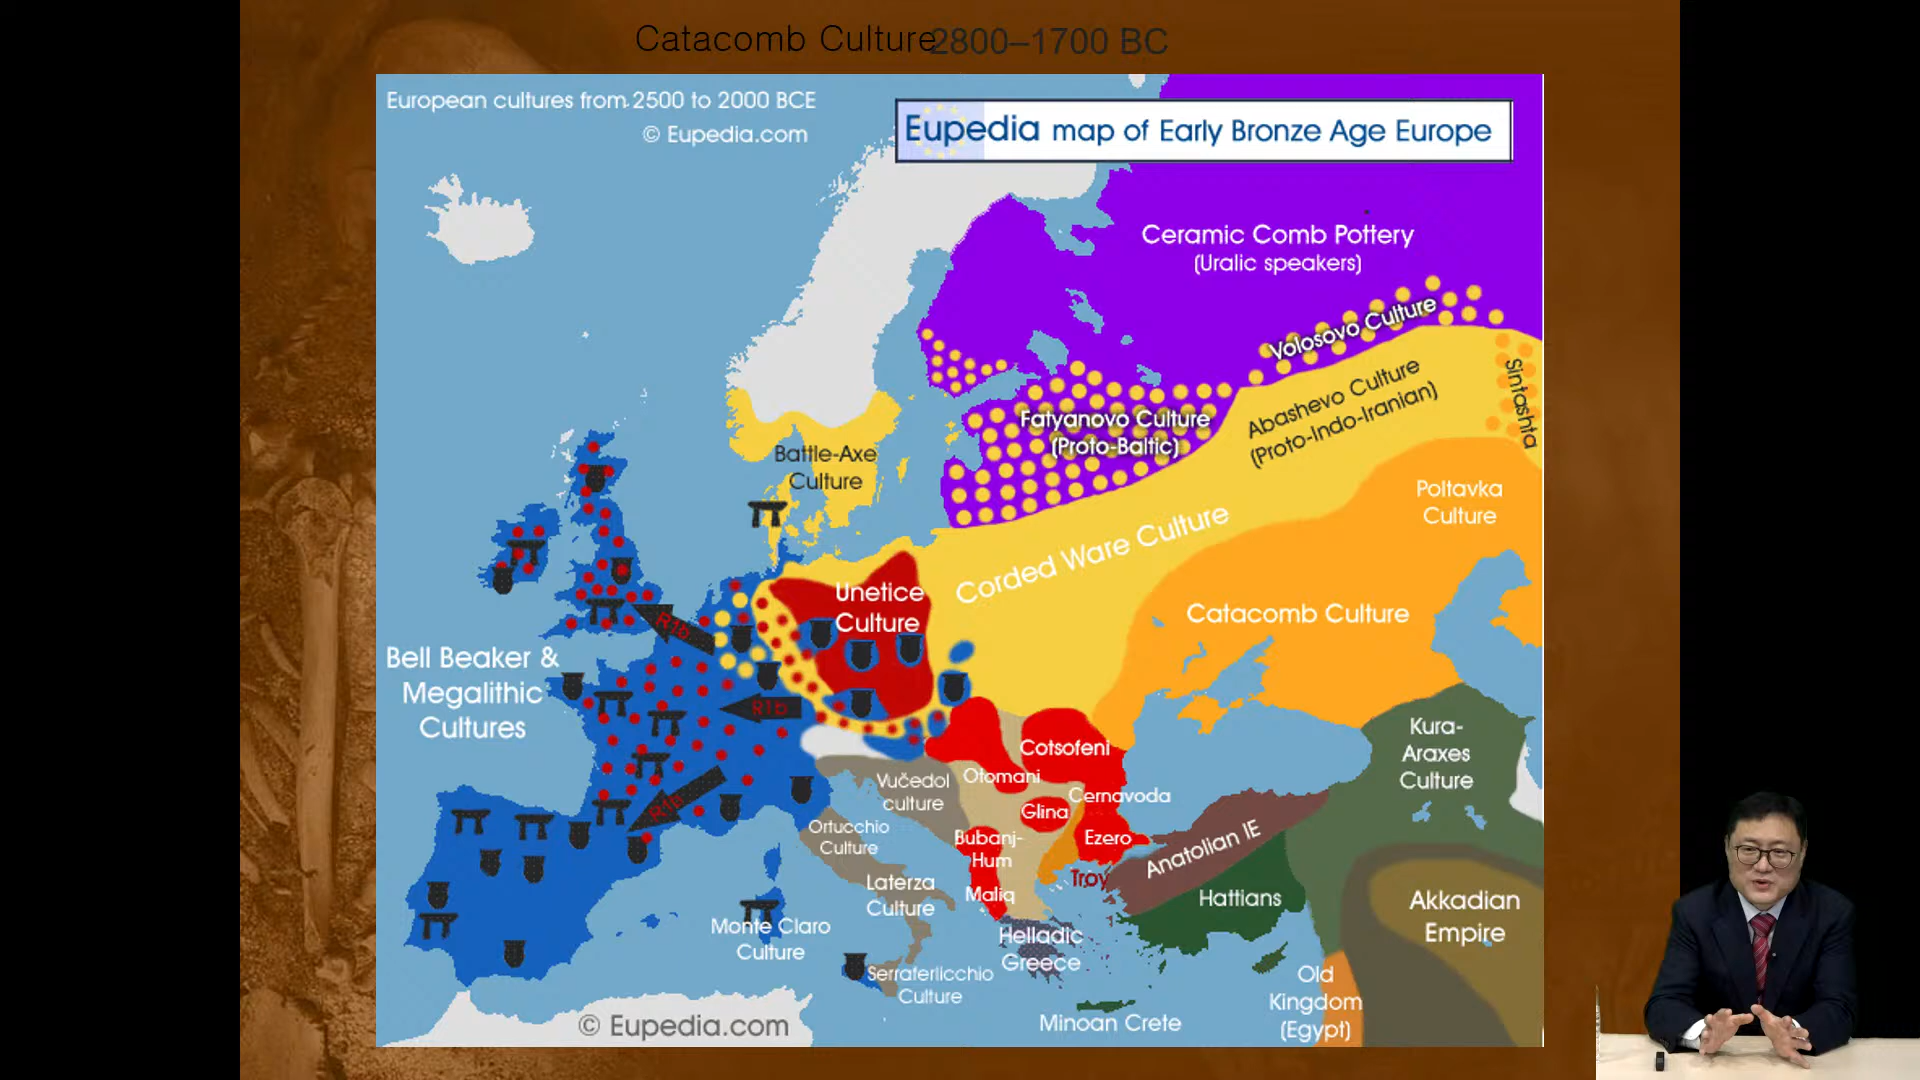 Catacomb Culture 2800–1700 BC
European cultures from 2500 to 2000 BCE
© Eupedia.com
Eupedia map of Early Bronze Age Europe
Ceramic Comb Pottery
(Uralic speakers)
Volosovo Culture
Sintashta
Abashevo Culture
(Proto-Indo-Iranian)
Fatyanovo Culture
(Proto-Baltic)
Battle-Axe
Culture
Poltavka
Culture
Corded Ware Culture
Unetice
Culture
Catacomb Culture
R1b
Bell Beaker &
Megalithic
Cultures
R1b
R1b
Kura-
Araxes
Culture
Cotsofeni
Otomani
Vučedol
culture
Cernavoda
Glina
Ortucchio
Culture
Bubanj-
Hum
Ezero
Anatolian IE
Troy
Laterza
Culture
Maliq
Hattians
Akkadian
Empire
Monte Claro
Culture
Helladic
Greece
Serraferlicchio
Culture
Old
Kingdom
(Egypt)
Minoan Crete
© Eupedia.com